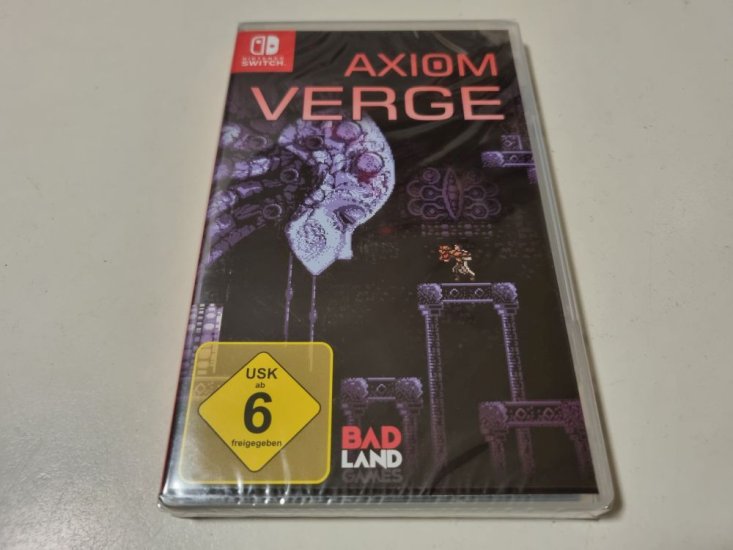 NINTENDO
SWITCH
AXIOM
VERGE
USK
ab
6
freigegeben
BAD
LAND
GAMES